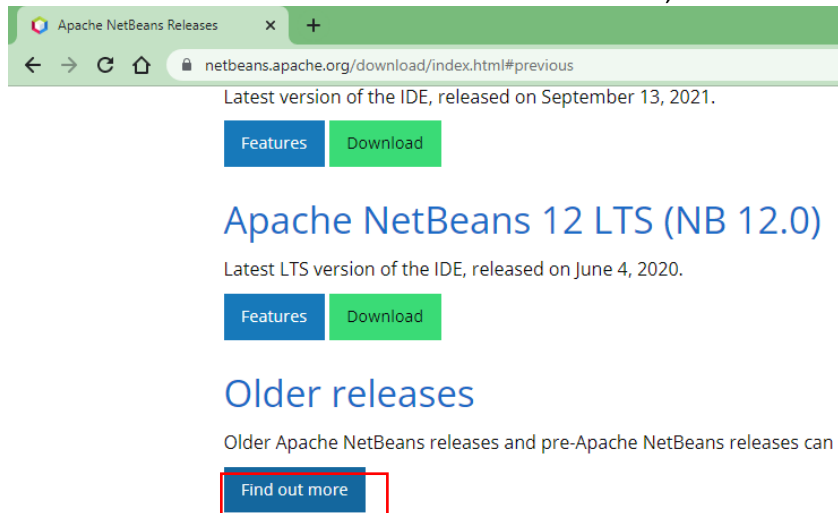 Apache NetBeans Releases
netbeans.apache.org/download/index.html#previous
Latest version of the IDE, released on September 13, 2021.
Features Download
Apache NetBeans 12 LTS (NB 12.0)
Latest LTS version of the IDE, released on June 4, 2020.
Features Download
Older releases
Older Apache NetBeans releases and pre-Apache NetBeans releases can
Find out more